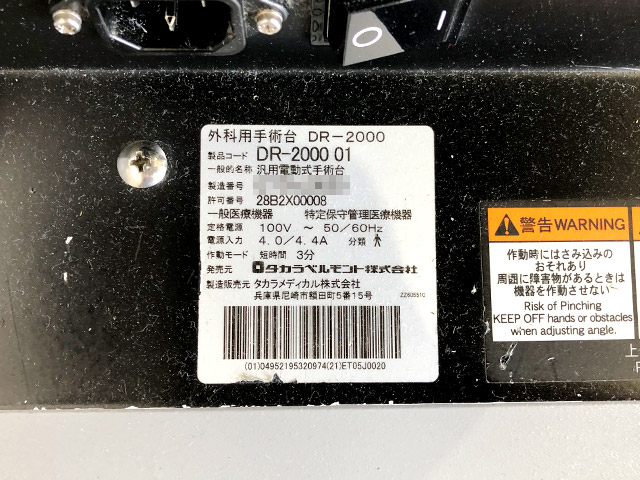 外科用手術台 DR-2000
製品コード DR-2000 01
一般的名称 汎用電動式手術台
製造番号
許可番号 28B2X00008
一般医療機器 特定保守管理医療機器
定格電源 100V ～ 50/60Hz
電源入力 4.0/4.4A 分類
作動モード 短時間 3分
発売元 タカラベルモント株式会社
製造販売元 タカラメディカル株式会社
兵庫県尼崎市額田町5番15号
(01)04952195320974(21)ET05J0020
警告WARNING
作動時にはさみ込みの
おそれあり
周囲に障害物があるときは
機器を作動させない
Risk of Pinching
KEEP OFF hands or obstacles
when adjusting angle.